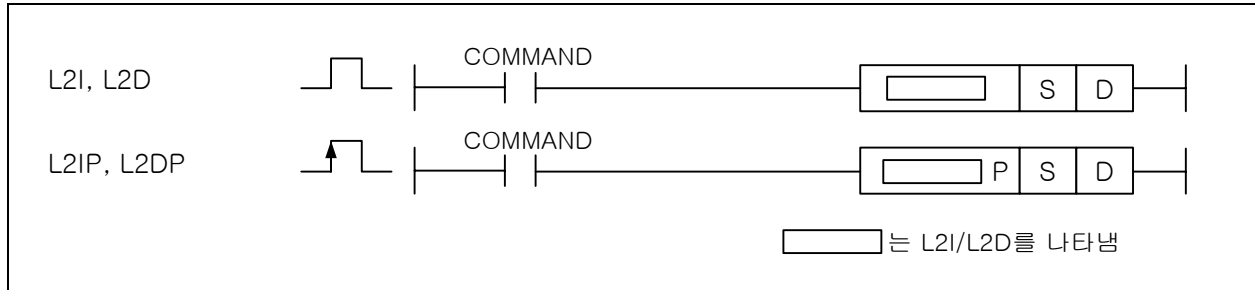 COMMAND
L2I, L2D S D
COMMAND
L2IP, L2DP P S D
는 L2I/L2D를 나타냄